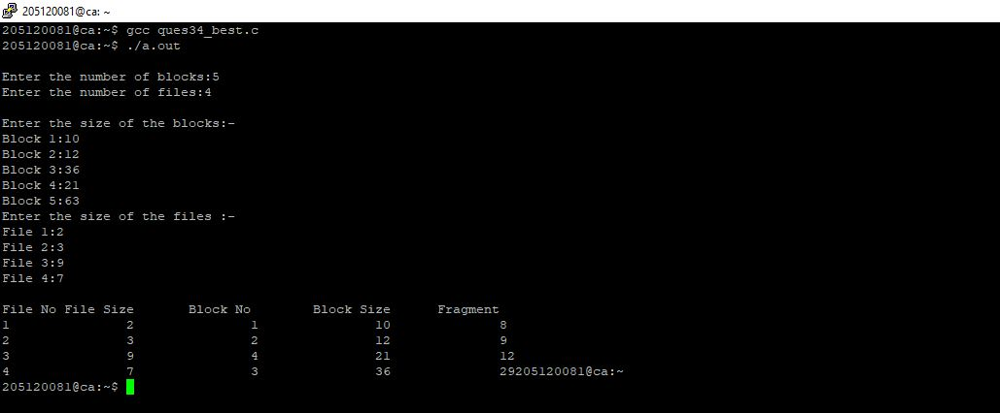 205120081@ca: ~
205120081@ca:~$ gcc ques34_best.c
205120081@ca:~$ ./a.out
Enter the number of blocks:5
Enter the number of files:4
Enter the size of the blocks:-
Block 1:10
Block 2:12
Block 3:36
Block 4:21
Block 5:63
Enter the size of the files :-
File 1:2
File 2:3
File 3:9
File 4:7
File No File Size Block No Block Size Fragment
1 2 1 10 8
2 3 2 12 9
3 9 4 21 12
4 7 3 36 29205120081@ca:~
205120081@ca:~$